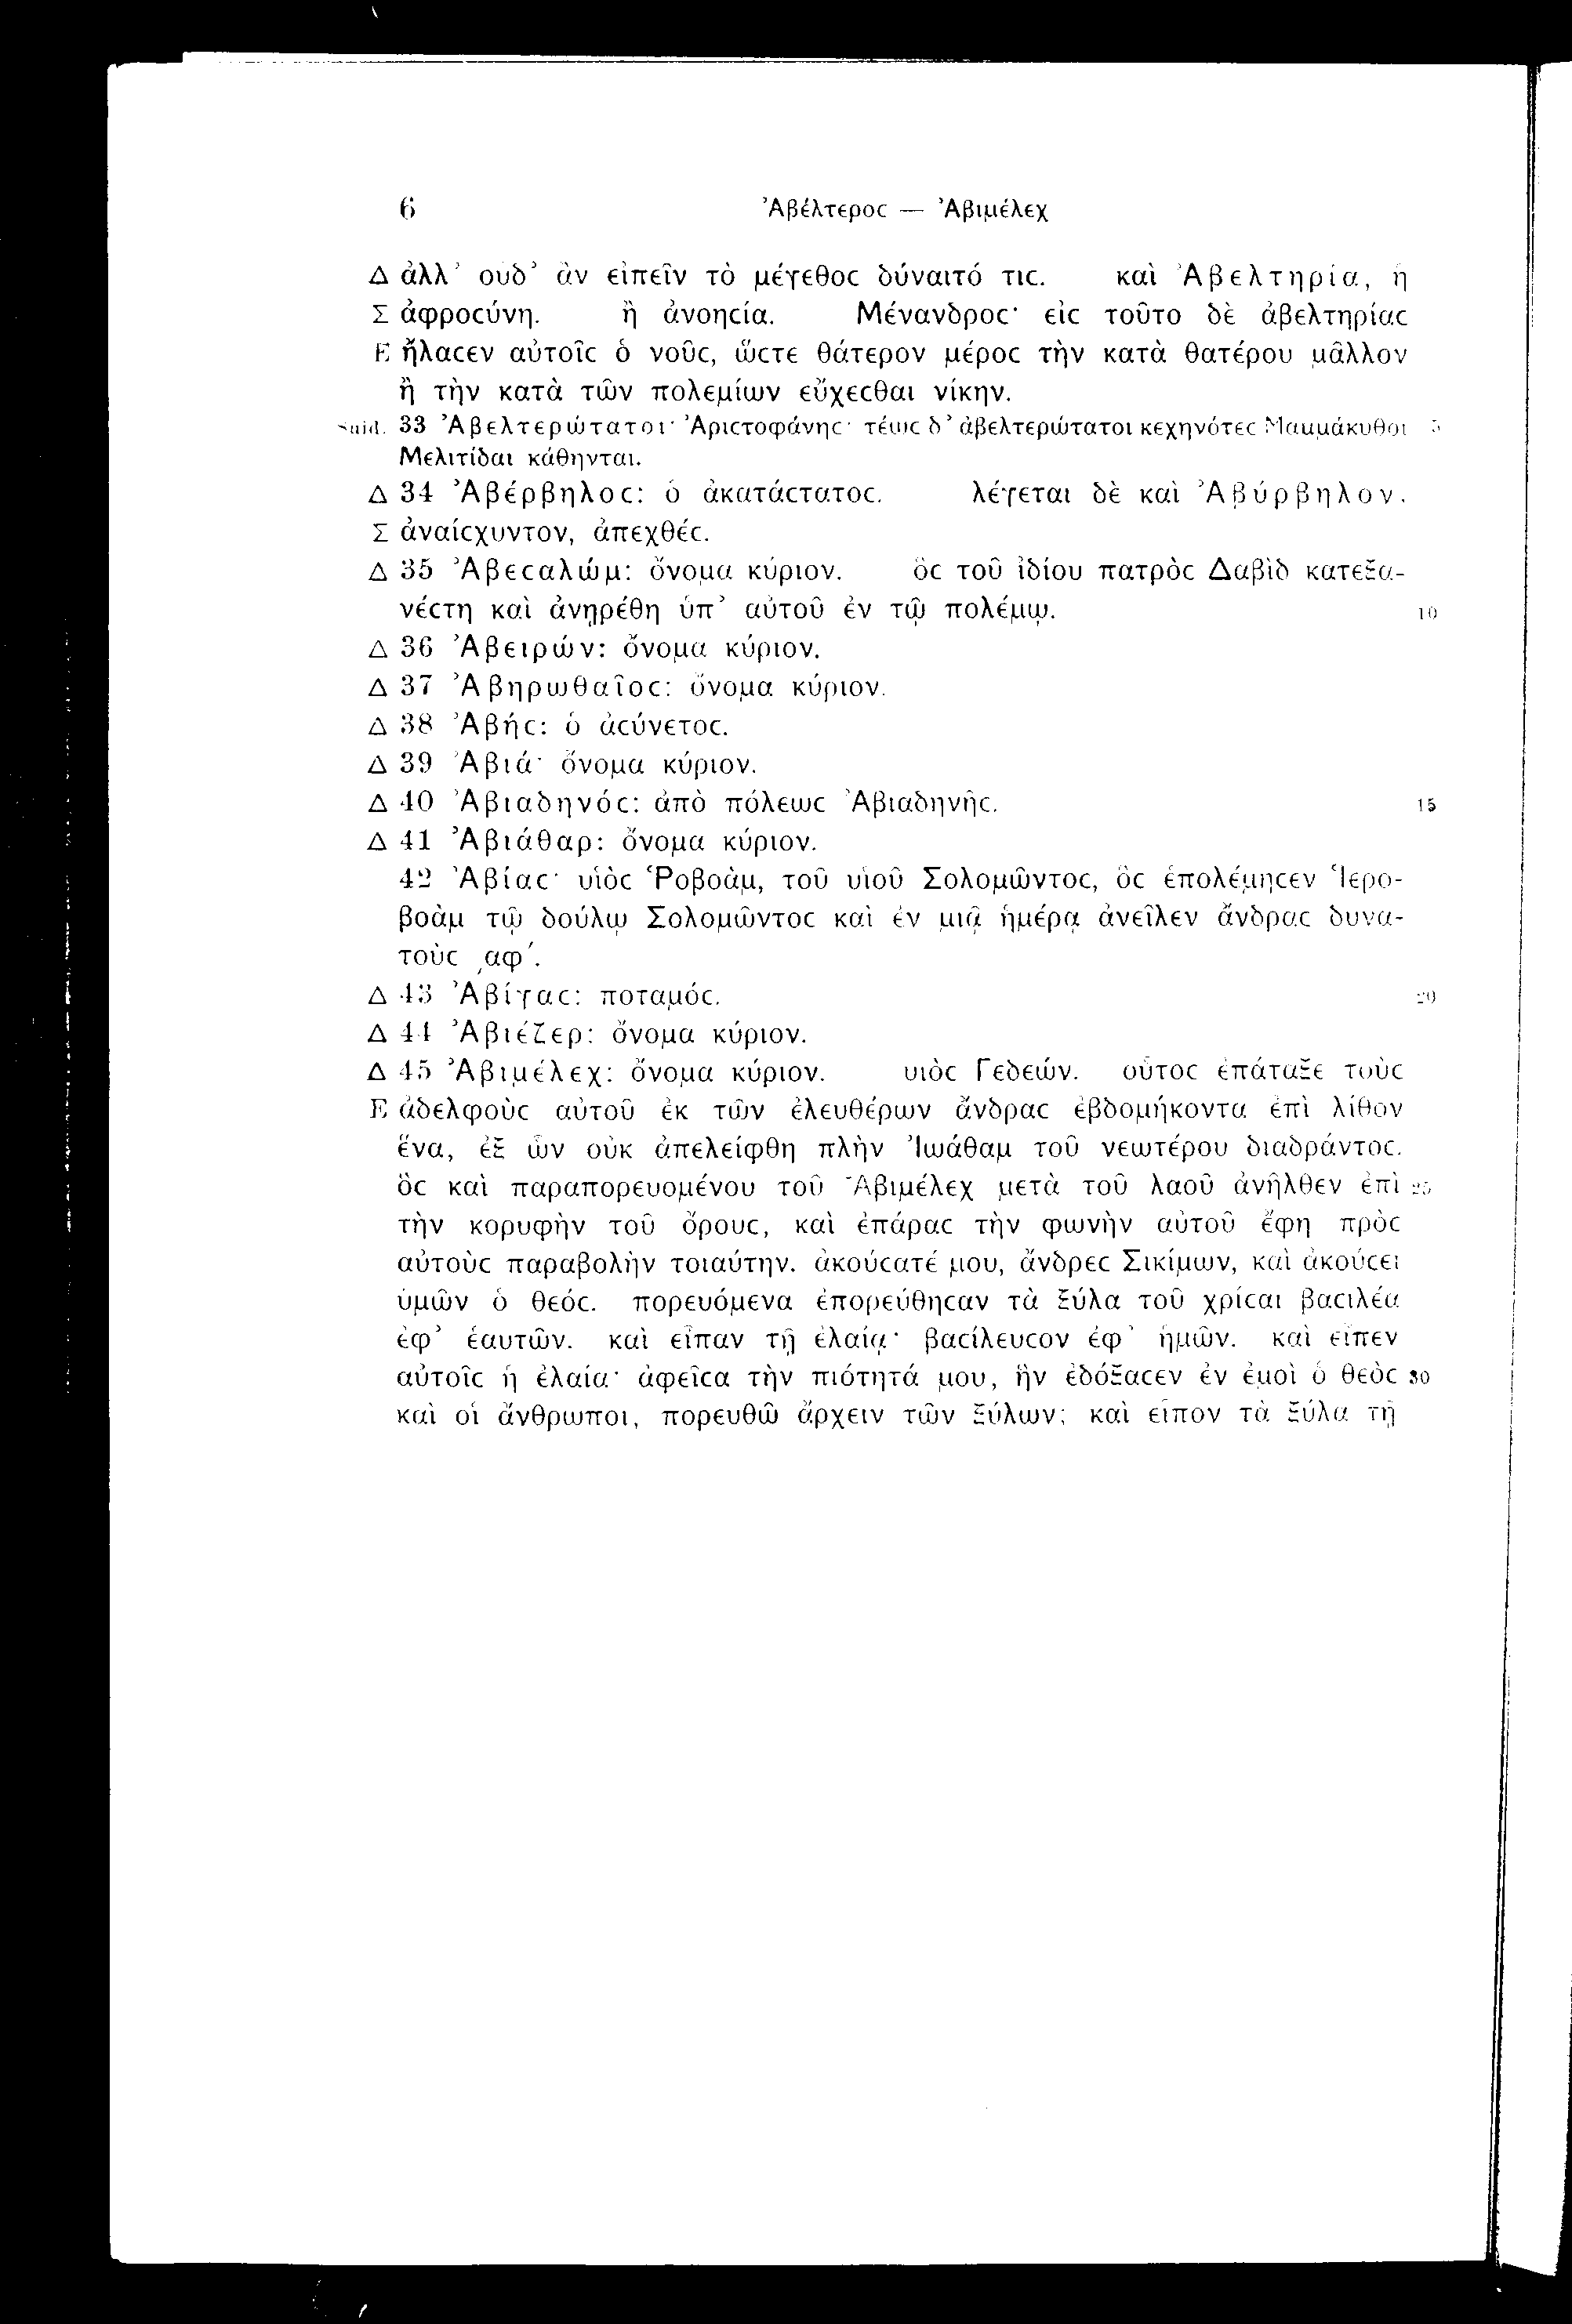 6 Ἀβέλτεροϲ — Ἀβιμέλεχ
Δ ἀλλ’ οὐδ’ ἂν εἰπεῖν τὸ μέγεθοϲ δύναιτό τιϲ. καὶ Ἀβελτηρία, ἡ
Σ ἀφροϲύνη. ἢ ἀνοηϲία. Μένανδροϲ· εἰϲ τοῦτο δὲ ἀβελτηρίαϲ
E ἤλαϲεν αὐτοῖϲ ὁ νοῦϲ, ὥϲτε θάτερον μέροϲ τὴν κατὰ θατέρου μᾶλλον
ἢ τὴν κατὰ τῶν πολεμίων εὔχεϲθαι νίκην.
Suid. 33 Ἀβελτερώτατοι· Ἀριϲτοφάνηϲ· τέωϲ δ’ ἀβελτερώτατοι κεχηνότεϲ Μαμμάκυθοι 5
Μελιτίδαι κάθηνται.
Δ 34 Ἀβέρβηλοϲ: ὁ ἀκατάϲτατοϲ. λέγεται δὲ καὶ Ἀβύρβηλον.
Σ ἀναίϲχυντον, ἀπεχθέϲ.
Δ 35 Ἀβεϲαλώμ: ὄνομα κύριον. ὃϲ τοῦ ἰδίου πατρὸϲ Δαβὶδ κατεξα-
νέϲτη καὶ ἀνῃρέθη ὑπ’ αὐτοῦ ἐν τῷ πολέμῳ. 10
Δ 36 Ἀβειρών: ὄνομα κύριον.
Δ 37 Ἀβηρωθαῖοϲ: ὄνομα κύριον.
Δ 38 Ἀβήϲ: ὁ ἀϲύνετοϲ.
Δ 39 Ἀβιά· ὄνομα κύριον.
Δ 40 Ἀβιαδηνόϲ: ἀπὸ πόλεωϲ Ἀβιαδηνῆϲ. 15
Δ 41 Ἀβιάθαρ: ὄνομα κύριον.
42 Ἀβίαϲ· υἱὸϲ Ῥοβοὰμ, τοῦ υἱοῦ Σολομῶντοϲ, ὃϲ ἐπολέμηϲεν Ἱερο-
βοὰμ τῷ δούλῳ Σολομῶντοϲ καὶ ἐν μιᾷ ἡμέρᾳ ἀνεῖλεν ἄνδραϲ δυνα-
τοὺϲ ͵αφʹ.
Δ 43 Ἀβίγαϲ: ποταμόϲ. 20
Δ 44 Ἀβιέζερ: ὄνομα κύριον.
Δ 45 Ἀβιμέλεχ: ὄνομα κύριον. υἱὸϲ Γεδεών. οὗτοϲ ἐπάταξε τοὺϲ
E ἀδελφοὺϲ αὐτοῦ ἐκ τῶν ἐλευθέρων ἄνδραϲ ἑβδομήκοντα ἐπὶ λίθον
ἕνα, ἐξ ὧν οὐκ ἀπελείφθη πλὴν Ἰωάθαμ τοῦ νεωτέρου διαδράντοϲ.
ὃϲ καὶ παραπορευομένου τοῦ Ἀβιμέλεχ μετὰ τοῦ λαοῦ ἀνῆλθεν ἐπὶ 25
τὴν κορυφὴν τοῦ ὄρουϲ, καὶ ἐπάραϲ τὴν φωνὴν αὐτοῦ ἔφη πρὸϲ
αὐτοὺϲ παραβολὴν τοιαύτην. ἀκούϲατέ μου, ἄνδρεϲ Σικίμων, καὶ ἀκούϲει
ὑμῶν ὁ θεόϲ. πορευόμενα ἐπορεύθηϲαν τὰ ξύλα τοῦ χρίϲαι βαϲιλέα
ἐφ’ ἑαυτῶν. καὶ εἶπαν τῇ ἐλαίᾳ· βαϲίλευϲον ἐφ’ ἡμῶν. καὶ εἶπεν
αὐτοῖϲ ἡ ἐλαία· ἀφεῖϲα τὴν πιότητά μου, ἣν ἐδόξαϲεν ἐν ἐμοὶ ὁ θεὸϲ 30
καὶ οἱ ἄνθρωποι, πορευθῶ ἄρχειν τῶν ξύλων; καὶ εἶπον τὰ ξύλα τῇ